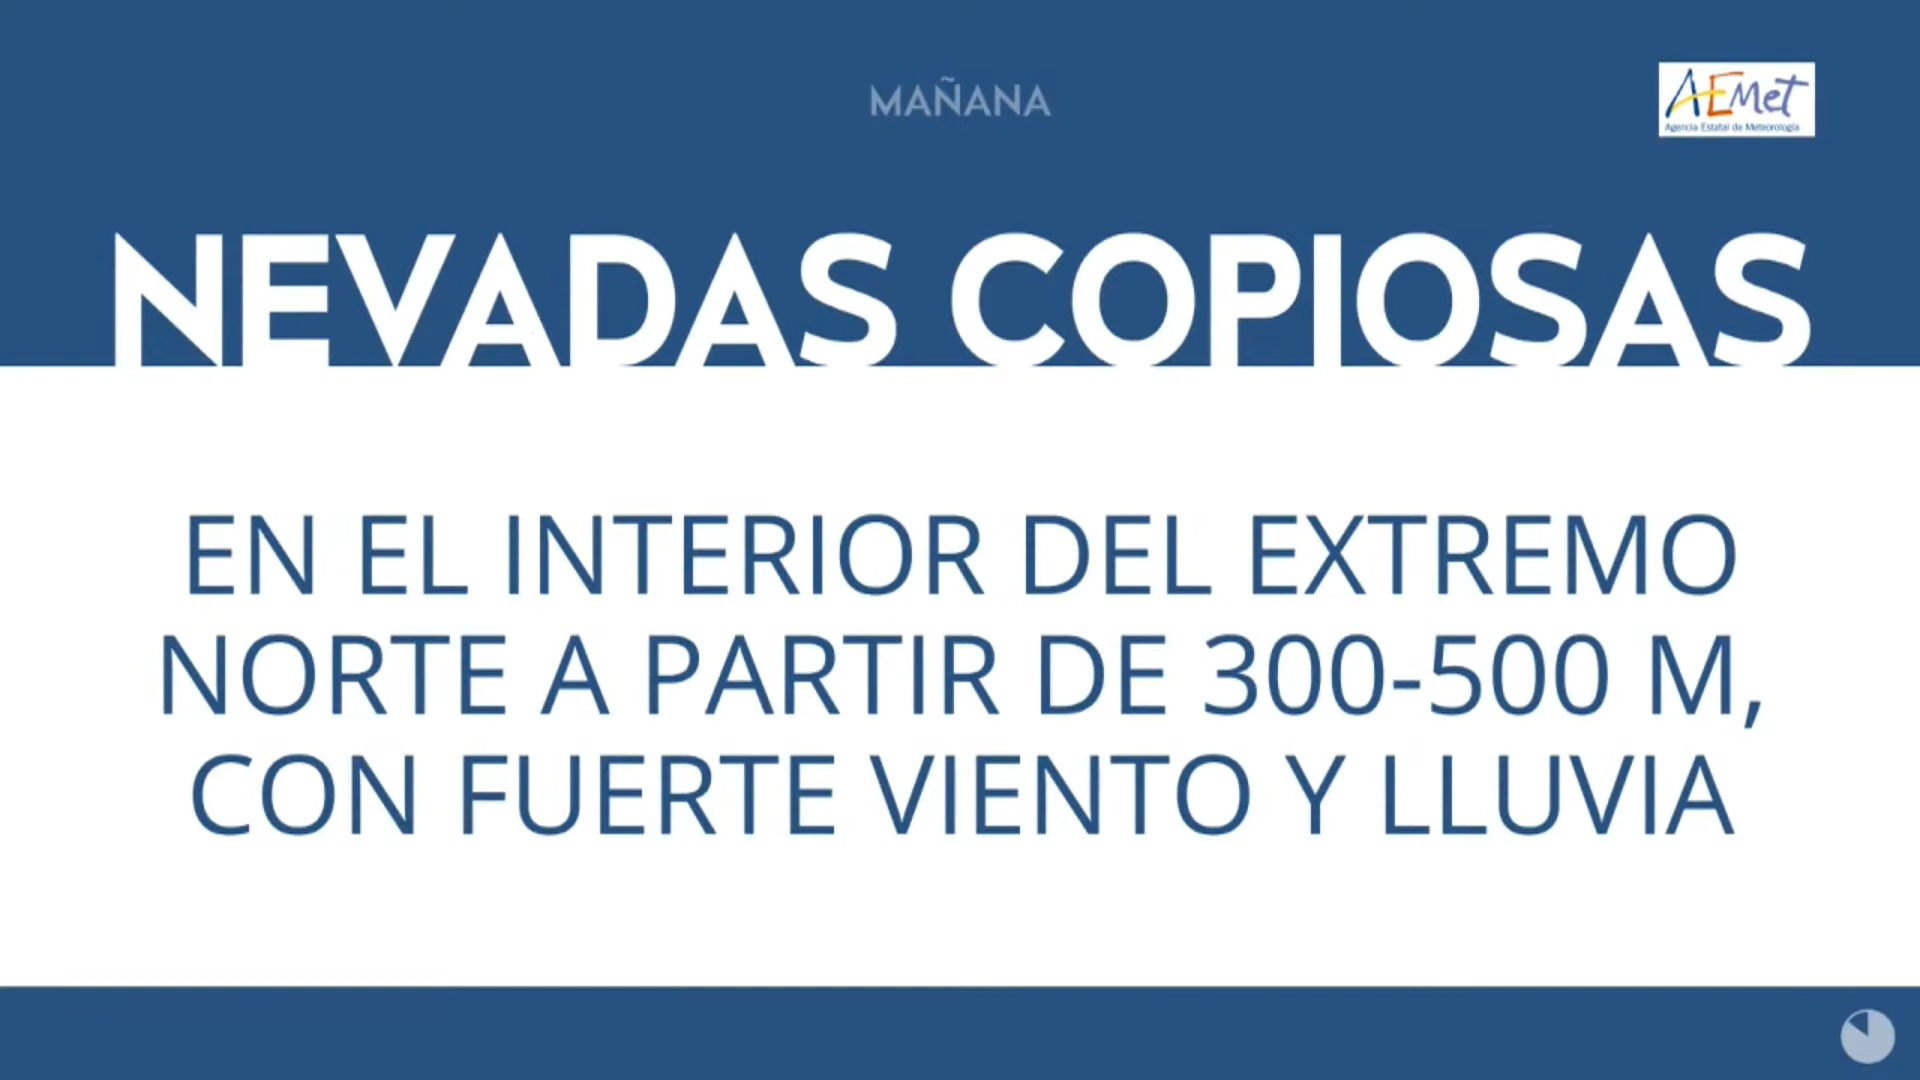 MAÑANA
AEMet
Agencia Estatal de Meteorología
NEVADAS COPIOSAS
EN EL INTERIOR DEL EXTREMO
NORTE A PARTIR DE 300-500 M,
CON FUERTE VIENTO Y LLUVIA